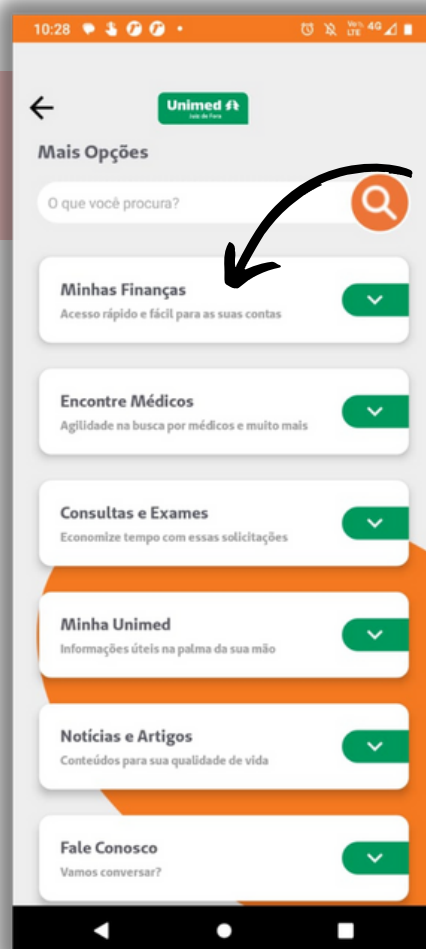 10:28
Vo)) 4G
LTE
Unimed
Juiz de Fora
Mais Opções
O que você procura?
Minhas Finanças
Acesso rápido e fácil para as suas contas
Encontre Médicos
Agilidade na busca por médicos e muito mais
Consultas e Exames
Economize tempo com essas solicitações
Minha Unimed
Informações úteis na palma da sua mão
Notícias e Artigos
Conteúdos para sua qualidade de vida
Fale Conosco
Vamos conversar?